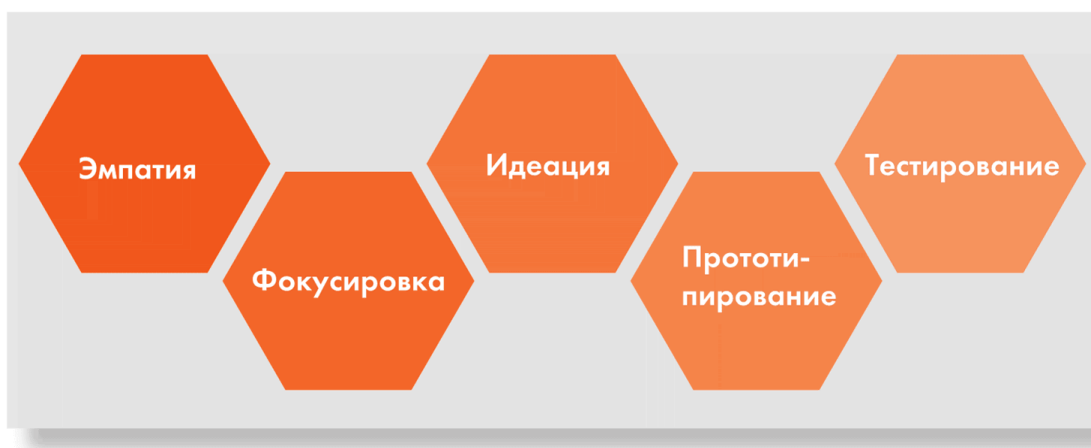 Эмпатия
Фокусировка
Идеация
Прототи-
пирование
Тестирование